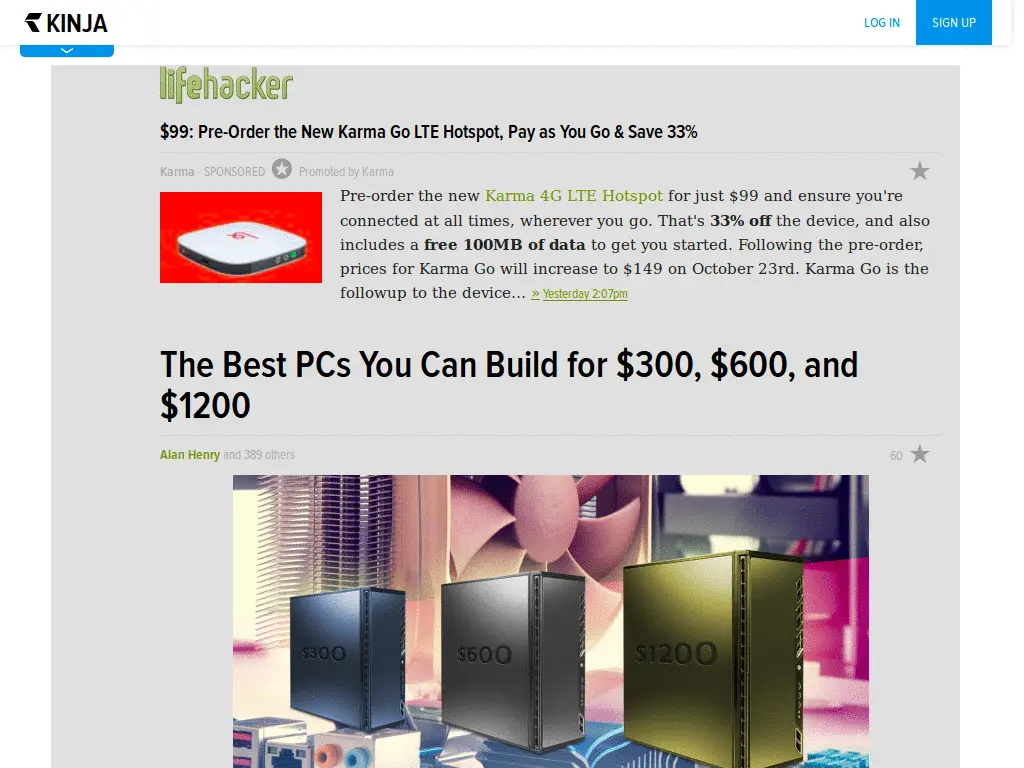 KINJA
LOG IN
SIGN UP
lifehacker
$99: Pre-Order the New Karma Go LTE Hotspot, Pay as You Go & Save 33%
Karma · SPONSORED Promoted by Karma
Pre-order the new Karma 4G LTE Hotspot for just $99 and ensure you're
connected at all times, wherever you go. That's 33% off the device, and also
includes a free 100MB of data to get you started. Following the pre-order,
prices for Karma Go will increase to $149 on October 23rd. Karma Go is the
followup to the device... » Yesterday 2:07pm
The Best PCs You Can Build for $300, $600, and
$1200
Alan Henry and 389 others
60
$300
$600
$1200